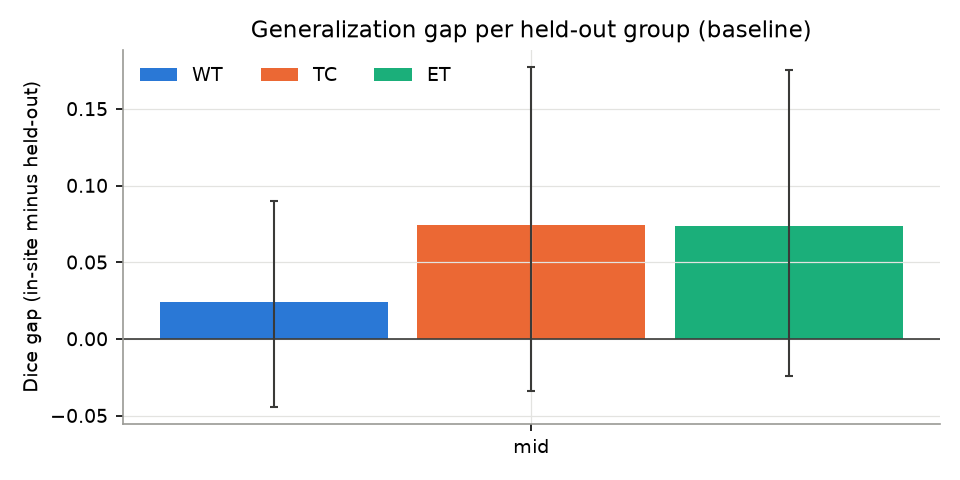 Generalization gap per held-out group (baseline)
WT TC ET
Dice gap (in-site minus held-out)
0.15
0.10
0.05
0.00
−0.05
mid